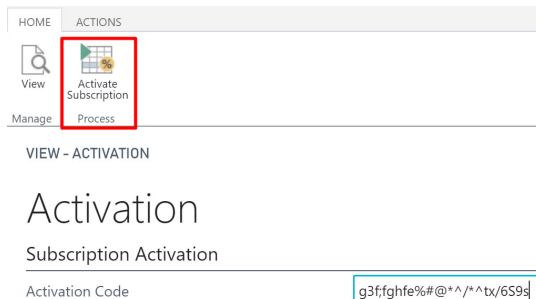 HOME ACTIONS
View
Activate
Subscription
Manage Process
VIEW - ACTIVATION
Activation
Subscription Activation
Activation Code g3f;fghfe%#@*^/*^tx/6S9s